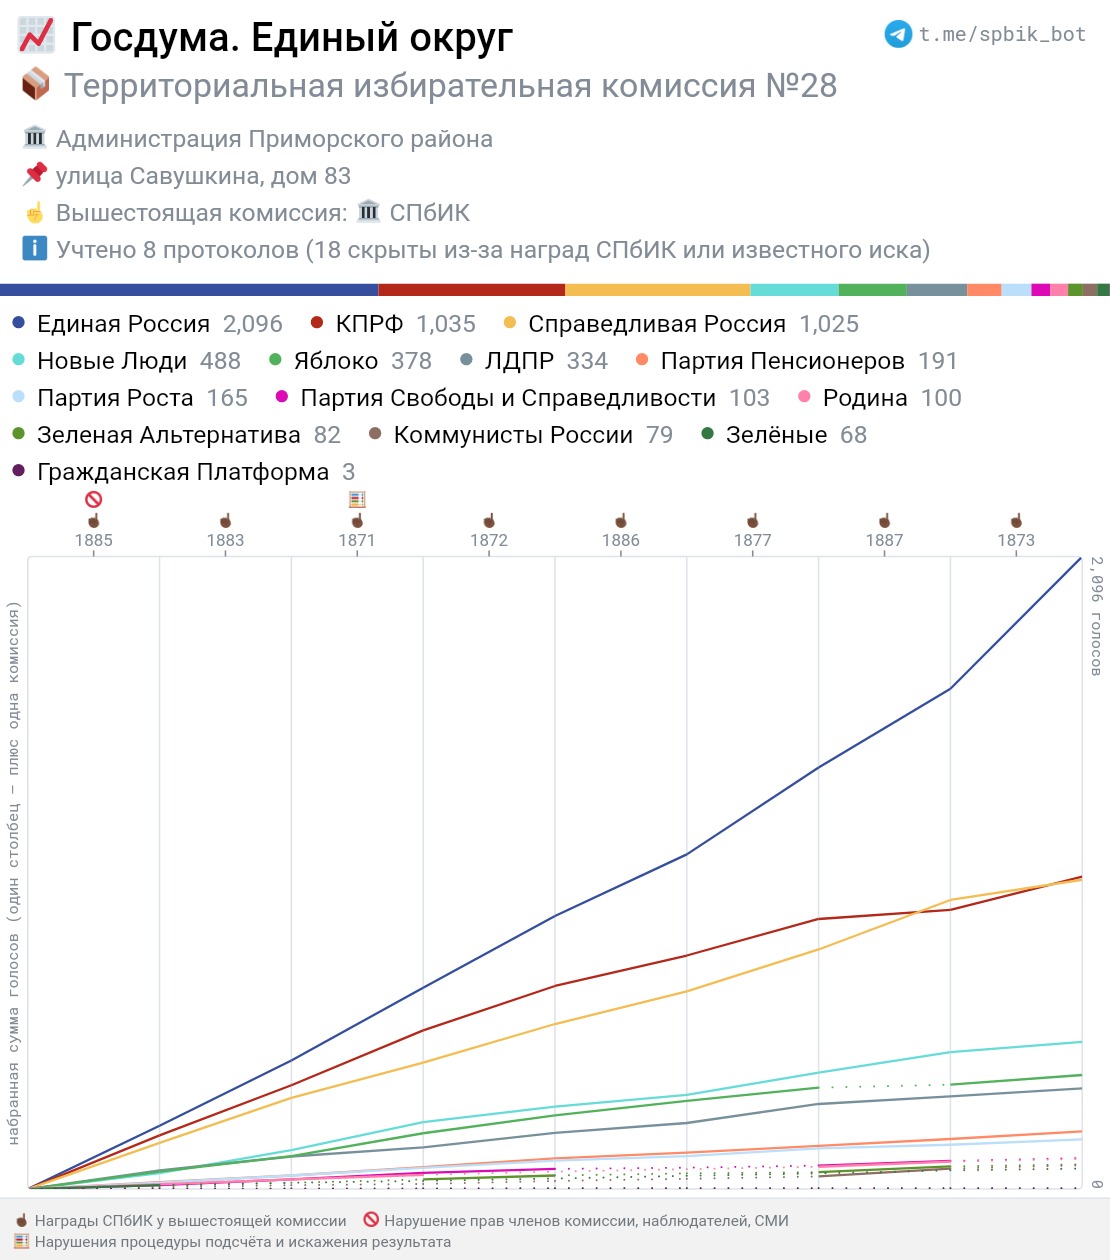 Госдума. Единый округ
t.me/spbik_bot
Территориальная избирательная комиссия №28
Администрация Приморского района
улица Савушкина, дом 83
Вышестоящая комиссия: СПбИК
Учтено 8 протоколов (18 скрыты из-за наград СПбИК или известного иска)
Единая Россия 2,096 КПРФ 1,035 Справедливая Россия 1,025
Новые Люди 488 Яблоко 378 ЛДПР 334 Партия Пенсионеров 191
Партия Роста 165 Партия Свободы и Справедливости 103 Родина 100
Зеленая Альтернатива 82 Коммунисты России 79 Зелёные 68
Гражданская Платформа 3
1885 1883 1871 1872 1886 1877 1887 1873
набранная сумма голосов (один столбец – плюс одна комиссия)
2,096 голосов
0
Награды СПбИК у вышестоящей комиссии Нарушение прав членов комиссии, наблюдателей, СМИ
Нарушения процедуры подсчёта и искажения результата